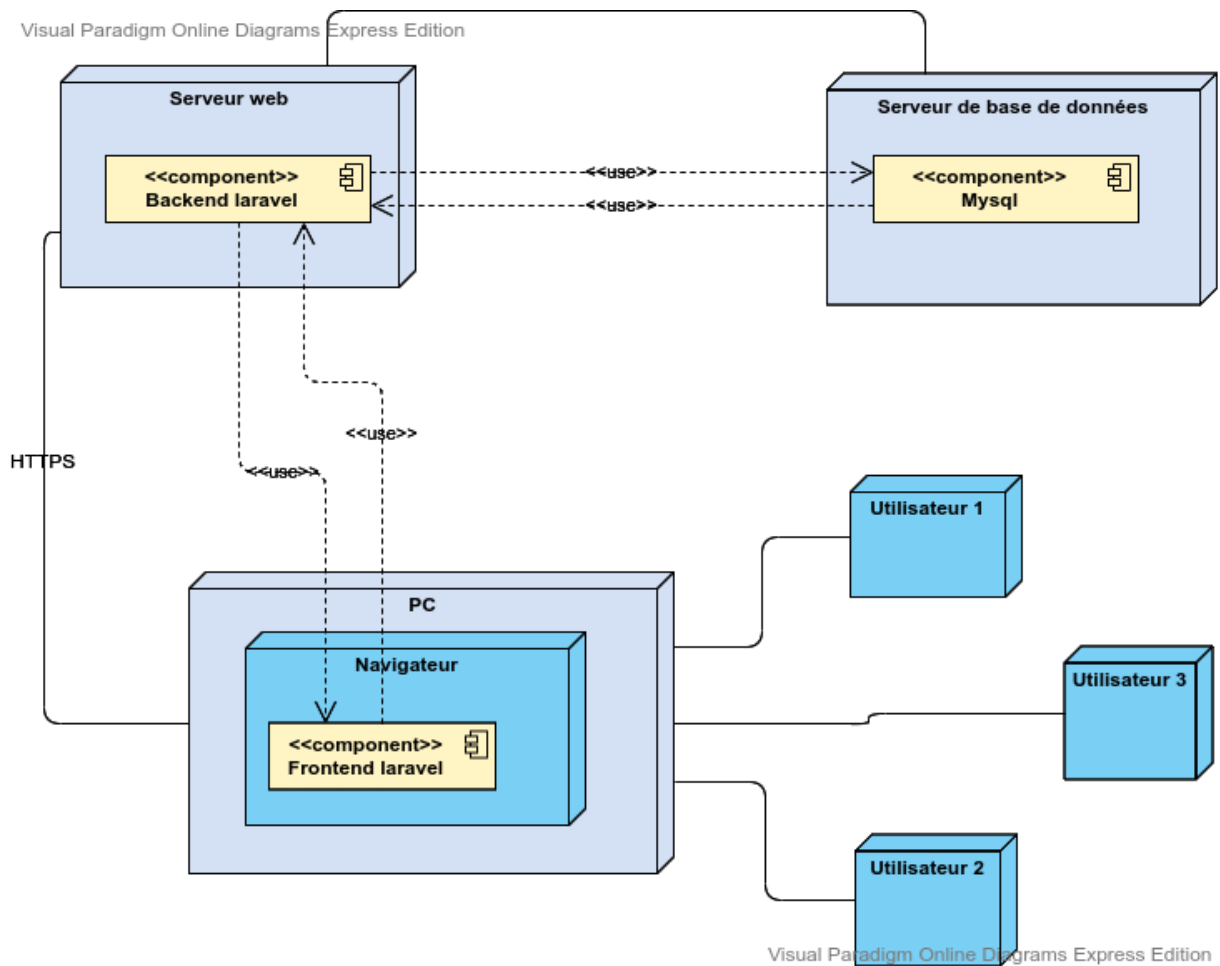 Visual Paradigm Online Diagrams Express Edition
Serveur web
Serveur de base de données
<<component>>
Backend laravel
<<use>>
<<use>>
<<component>>
Mysql
<<use>>
<<use>>
HTTPS
Utilisateur 1
PC
Navigateur
Utilisateur 3
<<component>>
Frontend laravel
Utilisateur 2
Visual Paradigm Online Diagrams Express Edition